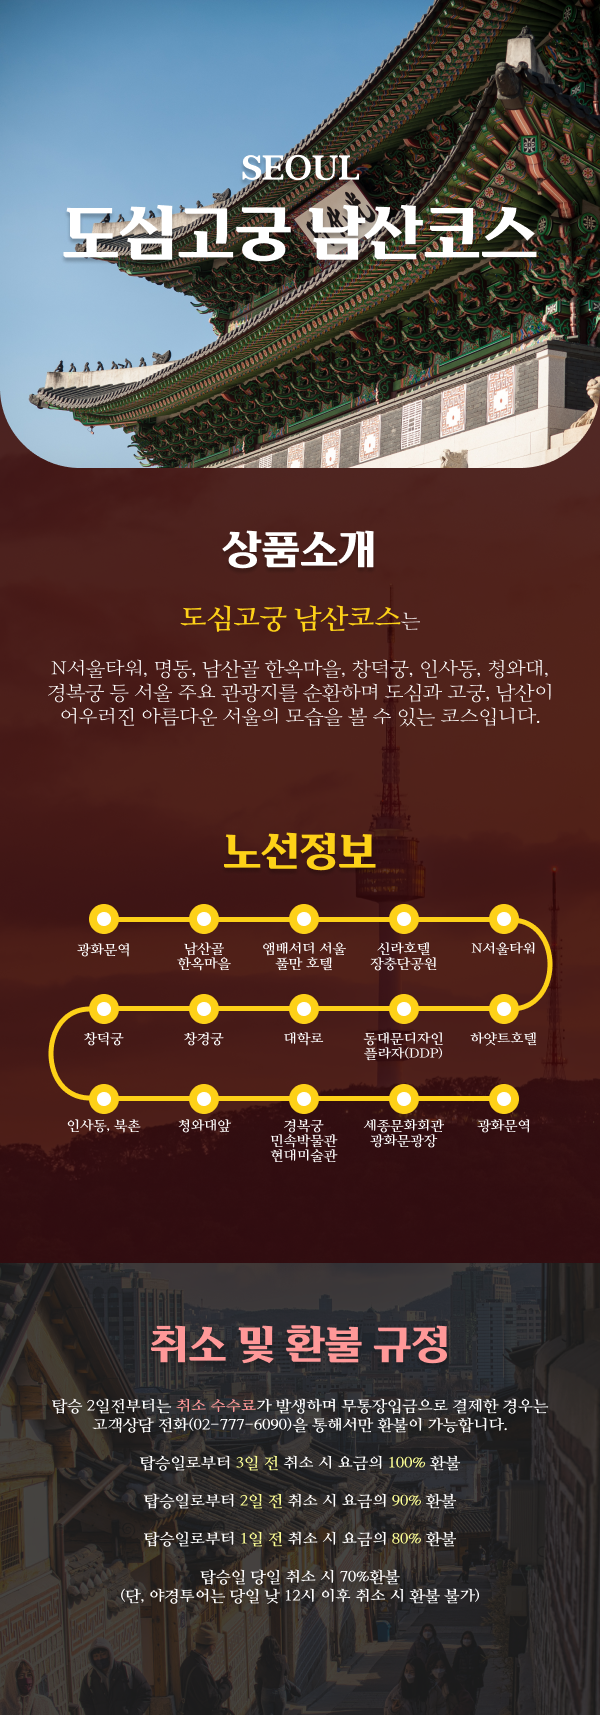 SEOUL
도심고궁 남산코스
상품소개
도심고궁 남산코스는
N서울타워, 명동, 남산골 한옥마을, 창덕궁, 인사동, 청와대,
경복궁 등 서울 주요 관광지를 순환하며 도심과 고궁, 남산이
어우러진 아름다운 서울의 모습을 볼 수 있는 코스입니다.
노선정보
광화문역
남산골
한옥마을
앰배서더 서울
풀만 호텔
신라호텔
장충단공원
N서울타워
창덕궁
창경궁
대학로
동대문디자인
플라자(DDP)
하얏트호텔
인사동, 북촌
청와대앞
경복궁
민속박물관
현대미술관
세종문화회관
광화문광장
광화문역
취소 및 환불 규정
탑승 2일전부터는 취소 수수료가 발생하며 무통장입금으로 결제한 경우는
고객상담 전화(02-777-6090)을 통해서만 환불이 가능합니다.
탑승일로부터 3일 전 취소 시 요금의 100% 환불
탑승일로부터 2일 전 취소 시 요금의 90% 환불
탑승일로부터 1일 전 취소 시 요금의 80% 환불
탑승일 당일 취소 시 70%환불
(단, 야경투어는 당일 낮 12시 이후 취소 시 환불 불가)